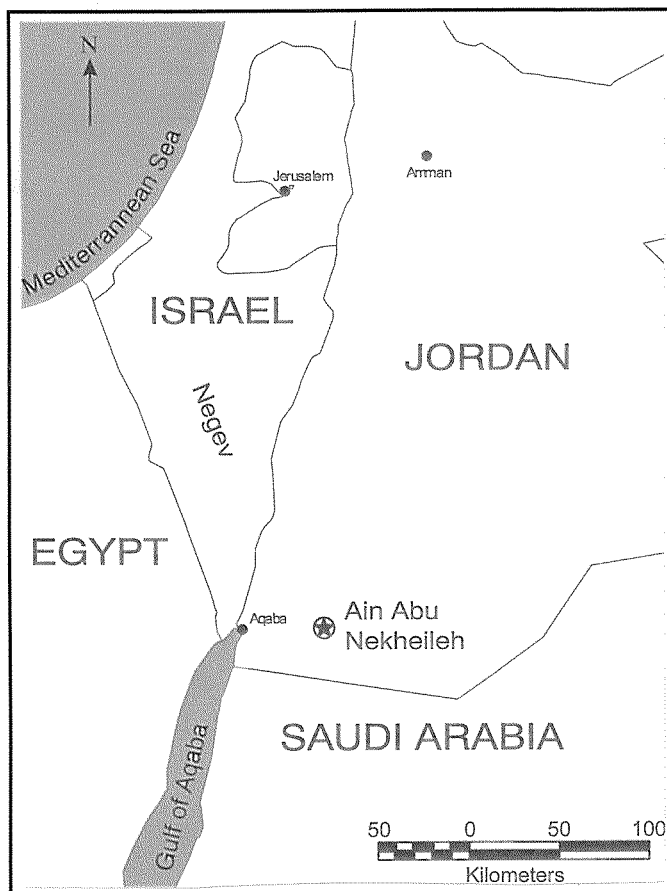 N
Mediterrannean Sea
Jerusalem
Amman
ISRAEL
JORDAN
Negev
EGYPT
Aqaba
Ain Abu
Nekheileh
SAUDI ARABIA
Gulf of Aqaba
50 0 50 100
Kilometers